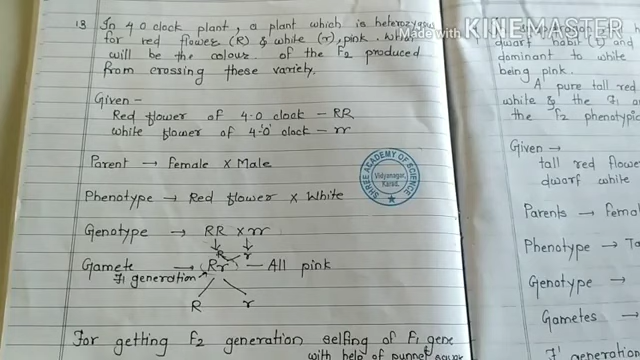 Made with KINEMASTER
13 In 4 O clock plant, a plant which is heterozygous
for red flower (R) & white (r), pink. What
will be the colour of the F2 produced
from crossing these variety.
Given -
Red flower of 4.0 clock - RR
white flower of 4.'0' clock - rr
Parent → Female × Male
Phenotype → Red flower × White
Genotype → RR × rr
R r
Gamete → Rr - All pink
F1 generation
R r
For getting F2 generation selfing of F1 gene
with help of punnet
SHREE ACADEMY OF SCIENCE
Vidyanagar,
Karad.
dwarf habit (t) and
dominant to white
being pink.
A pure tall red
white & the F1 a
the F2 phenotypic
Given →
tall red flower
dwarf white
Parents → Fema
Phenotype → Ta
Genotype →
Gametes →
F1 generation